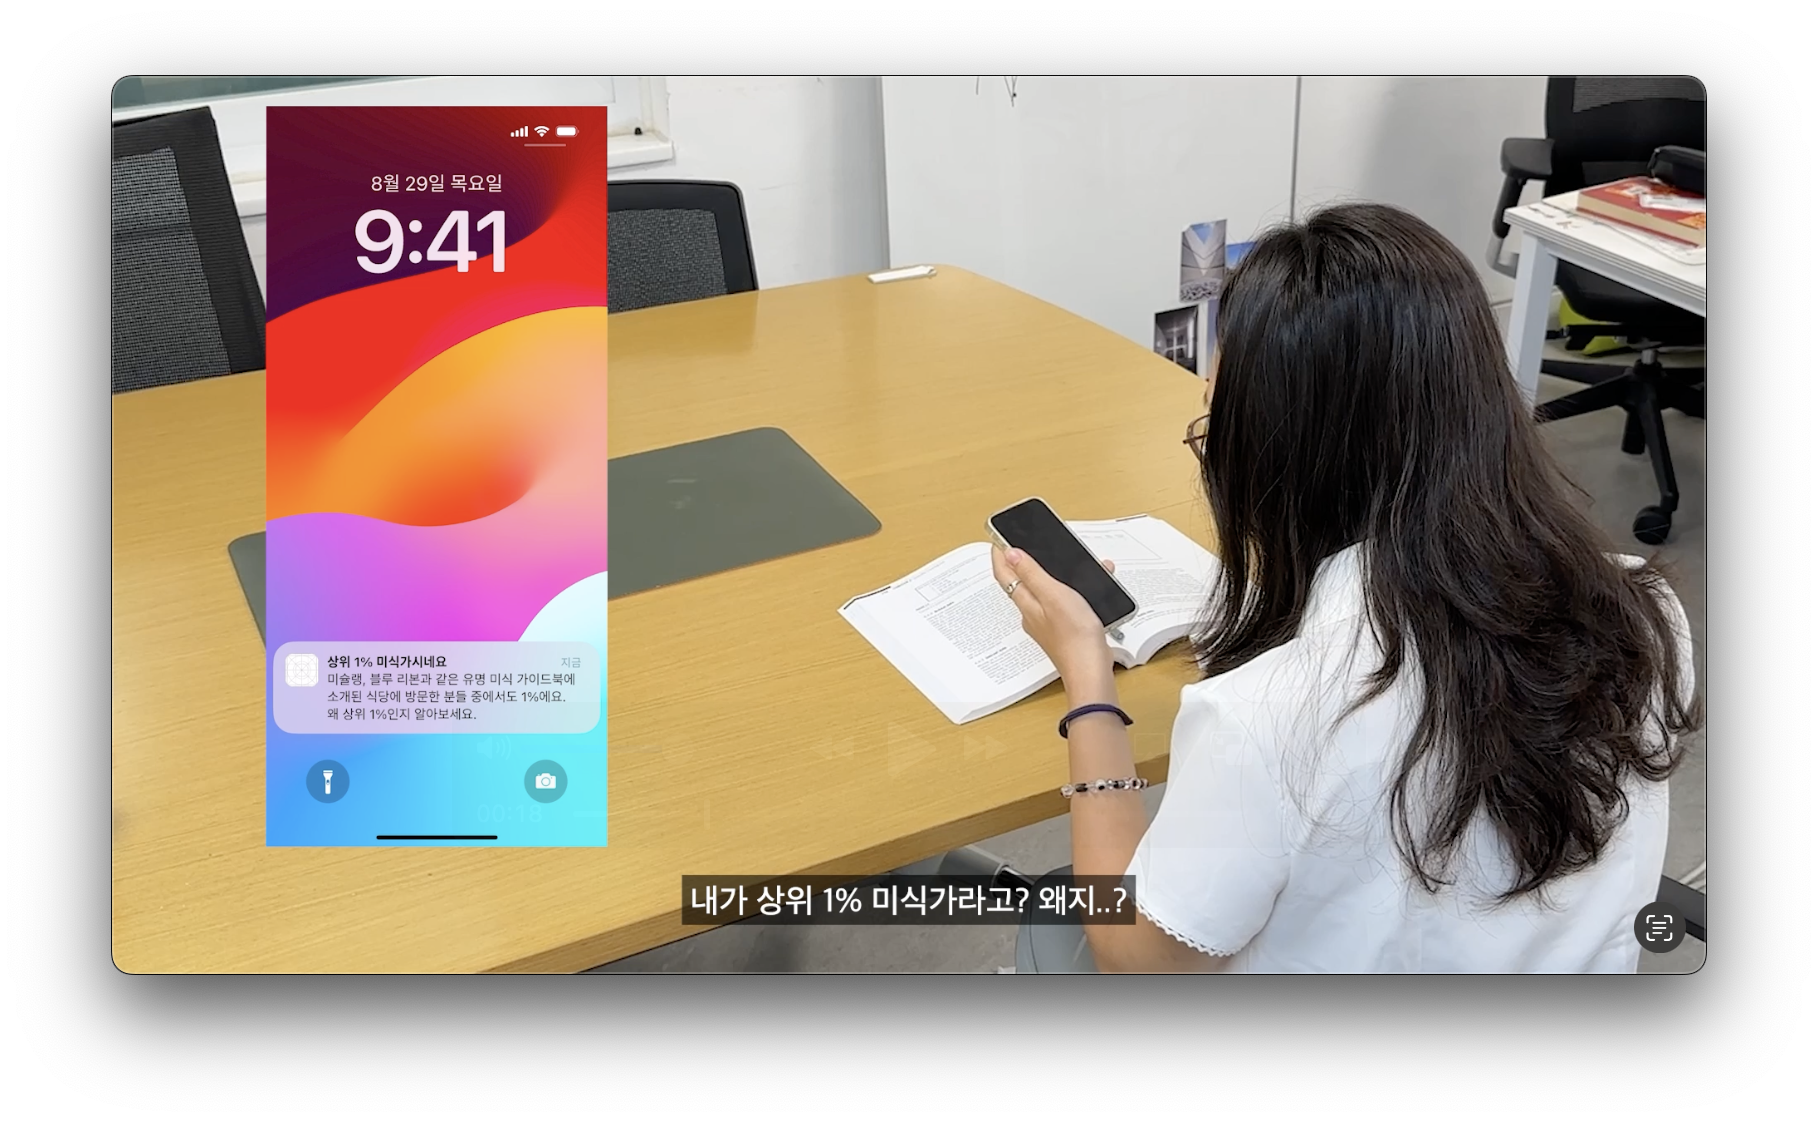 8월 29일 목요일
9:41
상위 1% 미식가시네요
지금
미슐랭, 블루 리본과 같은 유명 미식 가이드북에
소개된 식당에 방문한 분들 중에서도 1%에요.
왜 상위 1%인지 알아보세요.
00:18
내가 상위 1% 미식가라고? 왜지..?